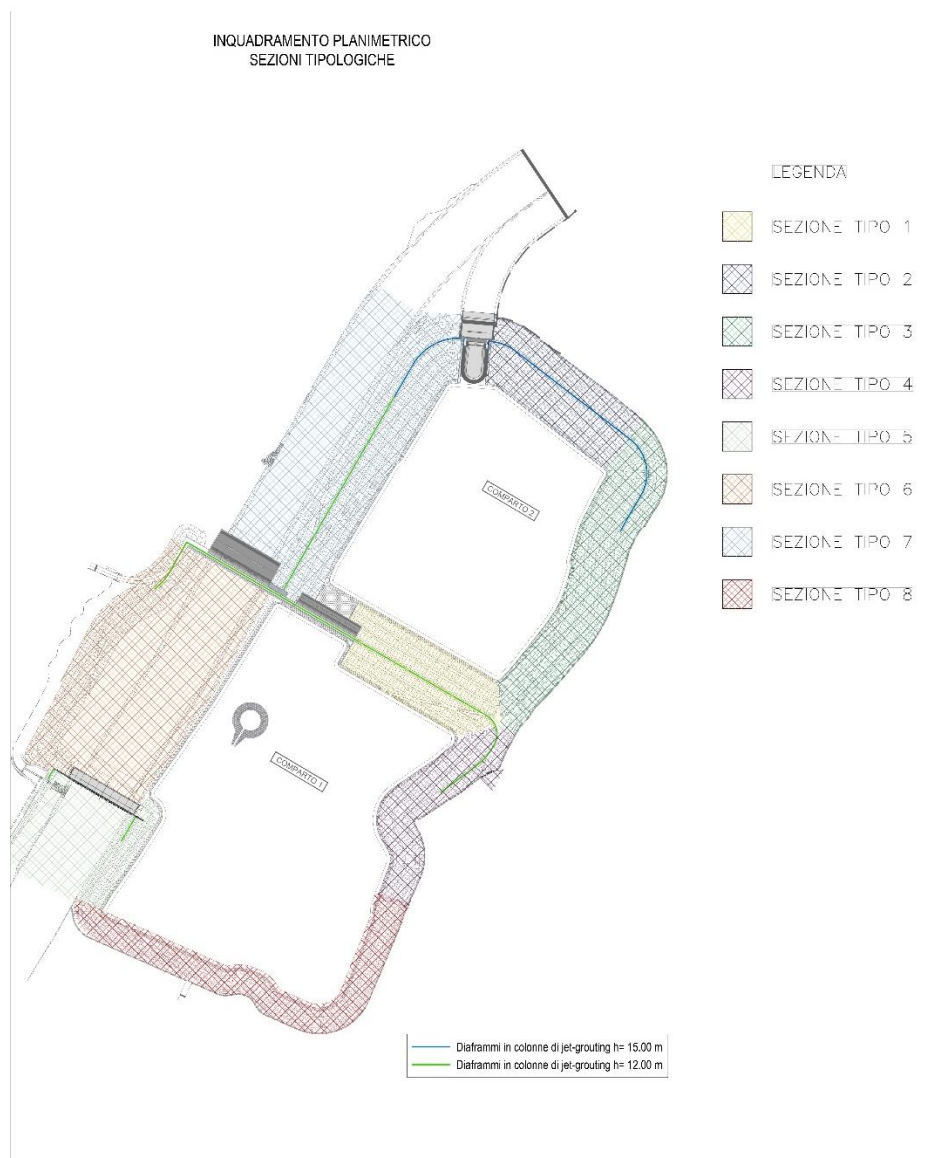 INQUADRAMENTO PLANIMETRICO
SEZIONI TIPOLOGICHE
LEGENDA
SEZIONE TIPO 1
SEZIONE TIPO 2
SEZIONE TIPO 3
SEZIONE TIPO 4
SEZIONE TIPO 5
SEZIONE TIPO 6
SEZIONE TIPO 7
SEZIONE TIPO 8
COMPARTO 2
COMPARTO 1
Diaframmi in colonne di jet-grouting h= 15.00 m
Diaframmi in colonne di jet-grouting h= 12.00 m